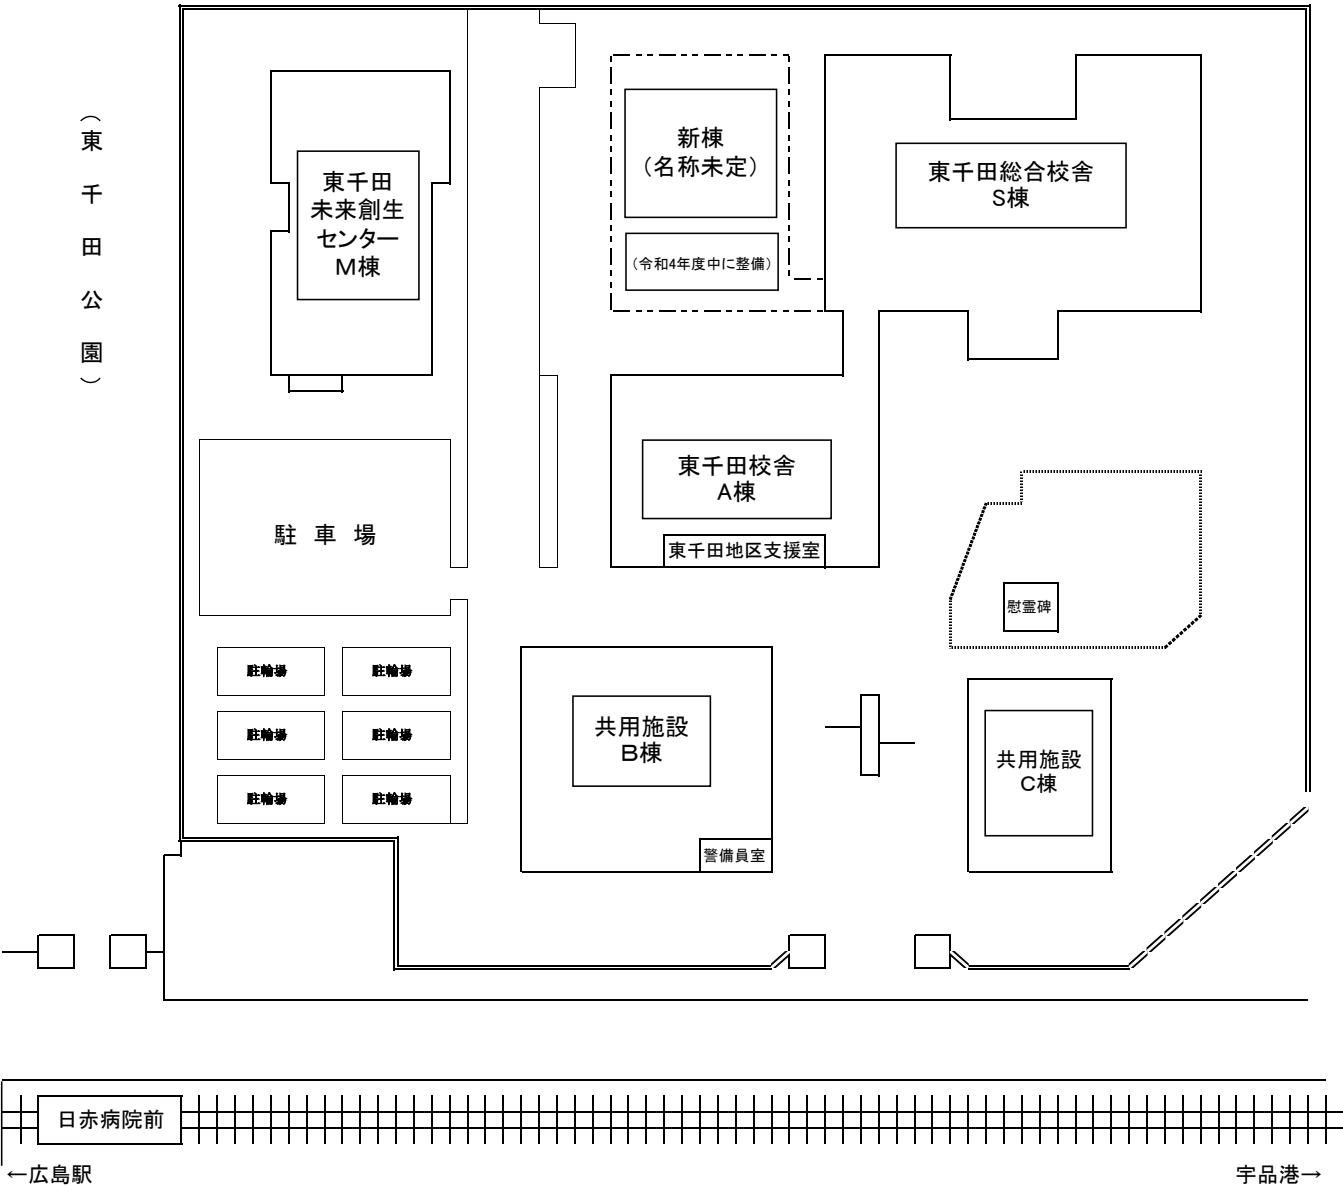 （東千田公園）
新棟
（名称未定）
（令和4年度中に整備）
東千田総合校舎
S棟
東千田
未来創生
センター
M棟
東千田校舎
A棟
東千田地区支援室
駐車場
慰霊碑
駐輪場
駐輪場
駐輪場
駐輪場
駐輪場
駐輪場
共用施設
B棟
警備員室
共用施設
C棟
日赤病院前
←広島駅
宇品港→